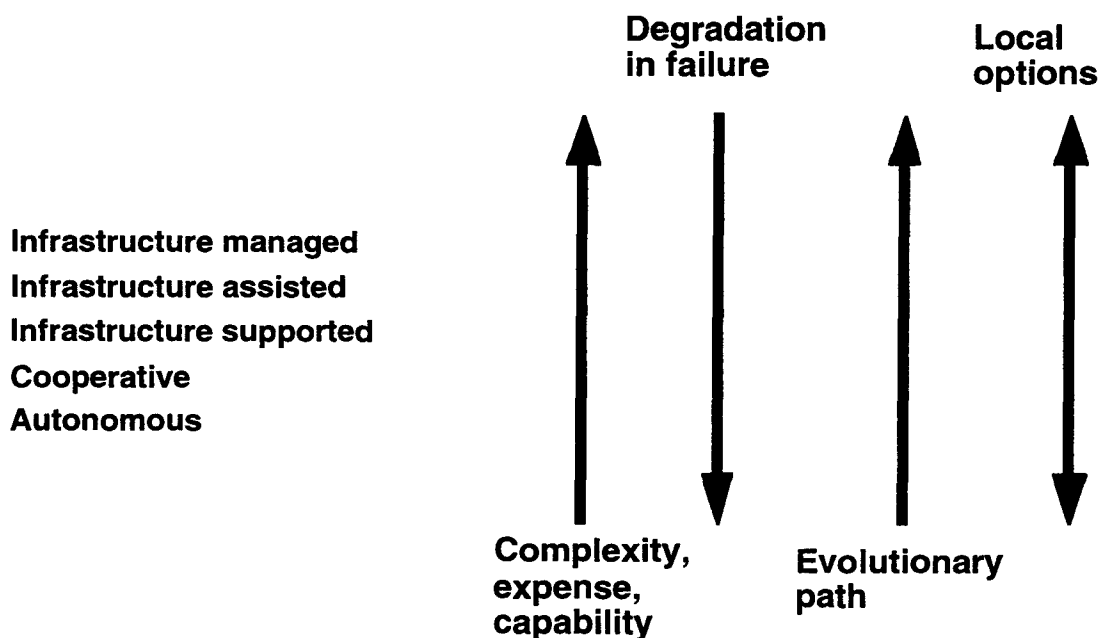 Degradation
in failure
Local
options
Infrastructure managed
Infrastructure assisted
Infrastructure supported
Cooperative
Autonomous
Complexity,
expense,
capability
Evolutionary
path